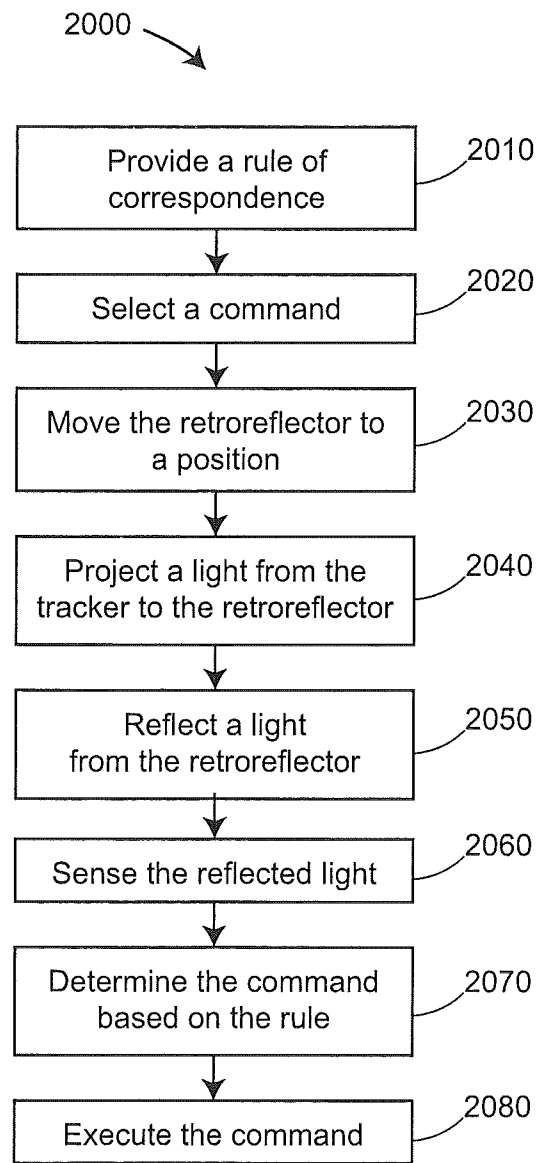 2000
Provide a rule of
correspondence
2010
Select a command
2020
Move the retroreflector to
a position
2030
Project a light from the
tracker to the retroreflector
2040
Reflect a light
from the retroreflector
2050
Sense the reflected light
2060
Determine the command
based on the rule
2070
Execute the command
2080